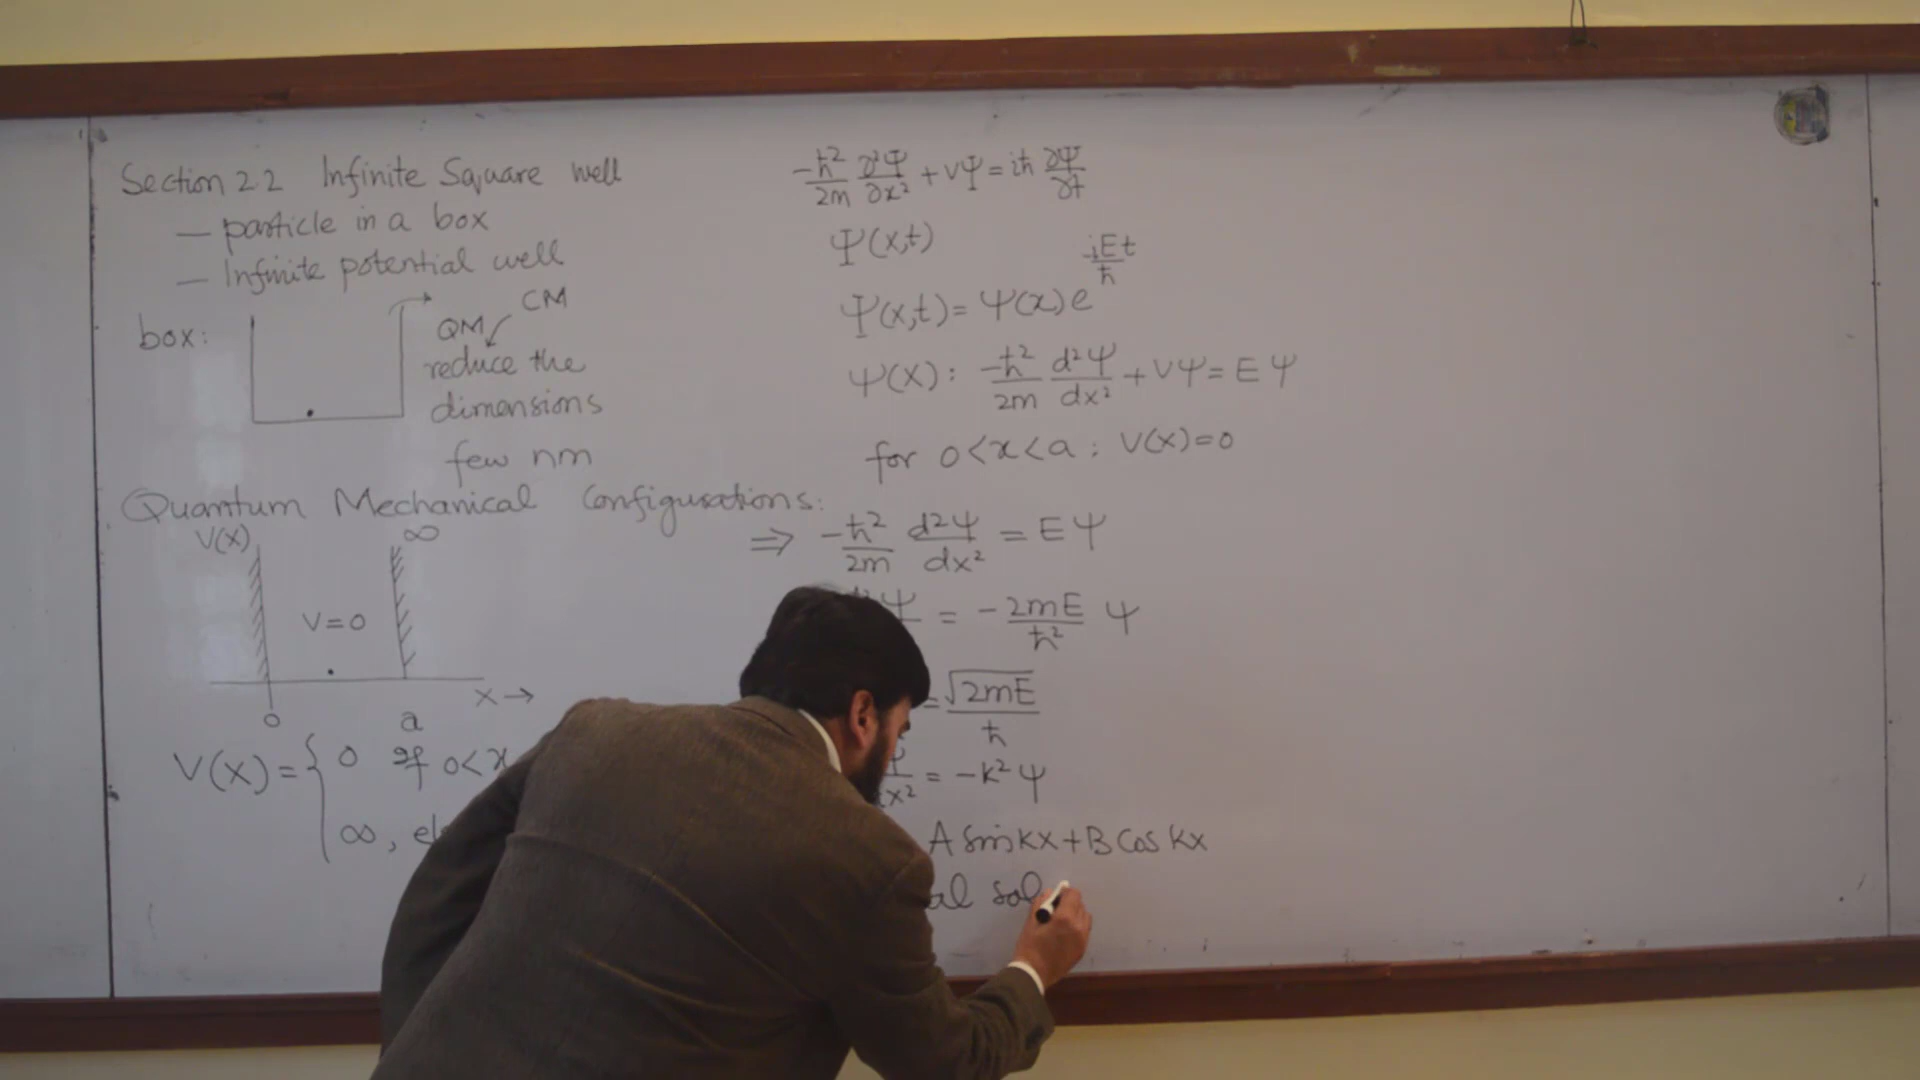 Section 2.2 Infinite Square well
— particle in a box
— Infinite potential well
box:
CM
QM
reduce the
dimensions
few nm
Quantum Mechanical Configurations:
V(x)
∞
V=0
x →
0
a
V(x) = { 0 if 0<x
∞,
-ħ²/2m ∂²Ψ/∂x² + VΨ = iħ ∂Ψ/∂t
Ψ(x,t)
Ψ(x,t) = ψ(x) e^(-iEt/ħ)
ψ(x): -ħ²/2m d²ψ/dx² + Vψ = Eψ
for 0<x<a; V(x)=0
⇒ -ħ²/2m d²ψ/dx² = Eψ
= -2mE/ħ² ψ
= √2mE/ħ
= -k²ψ
A sin kx + B Cos kx
al sol